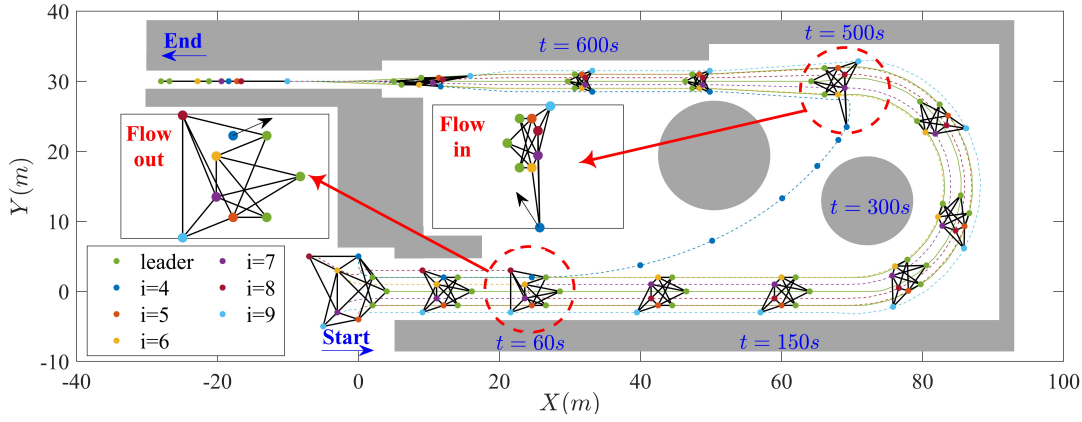 40
30
20
10
0
-10
Y(m)
End
t = 600s
t = 500s
Flow
out
Flow
in
t = 300s
leader
i=4
i=5
i=6
i=7
i=8
i=9
Start
t = 60s
t = 150s
-40
-20
0
20
40
60
80
100
X(m)